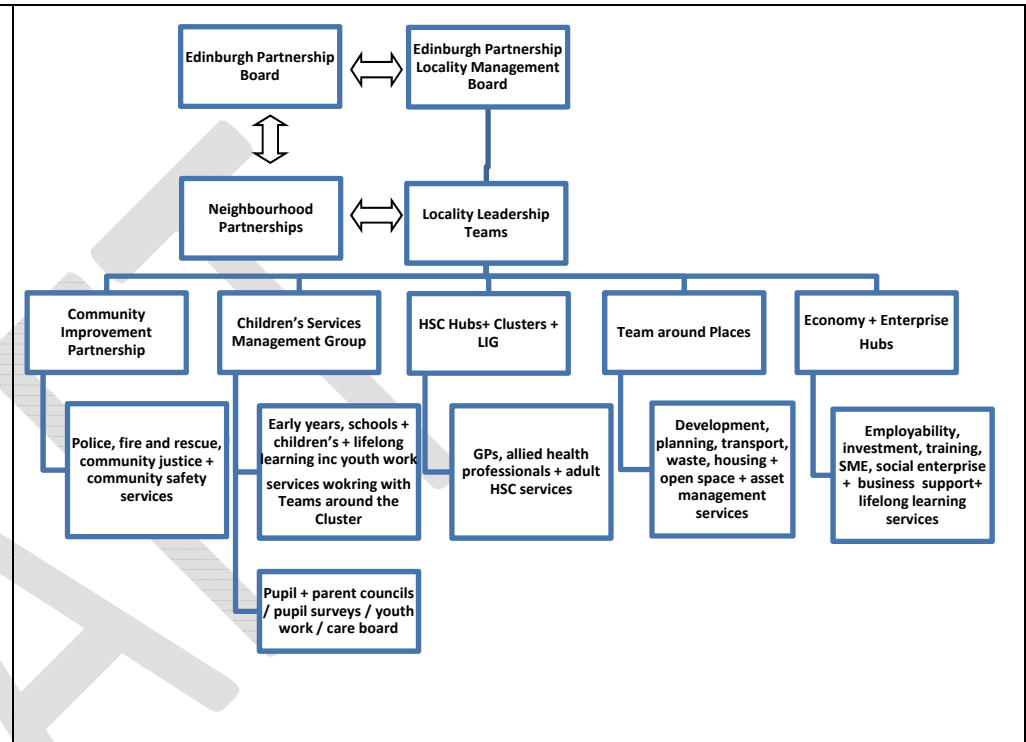 Edinburgh Partnership
Board
Edinburgh Partnership
Locality Management
Board
Neighbourhood
Partnerships
Locality Leadership
Teams
Community
Improvement
Partnership
Children’s Services
Management Group
HSC Hubs+ Clusters +
LIG
Team around Places
Economy + Enterprise
Hubs
Police, fire and rescue,
community justice +
community safety
services
Early years, schools +
children’s + lifelong
learning inc youth work
services wokring with
Teams around the
Cluster
GPs, allied health
professionals + adult
HSC services
Development,
planning, transport,
waste, housing +
open space + asset
management
services
Employability,
investment, training,
SME, social enterprise
+ business support+
lifelong learning
services
Pupil + parent councils
/ pupil surveys / youth
work / care board